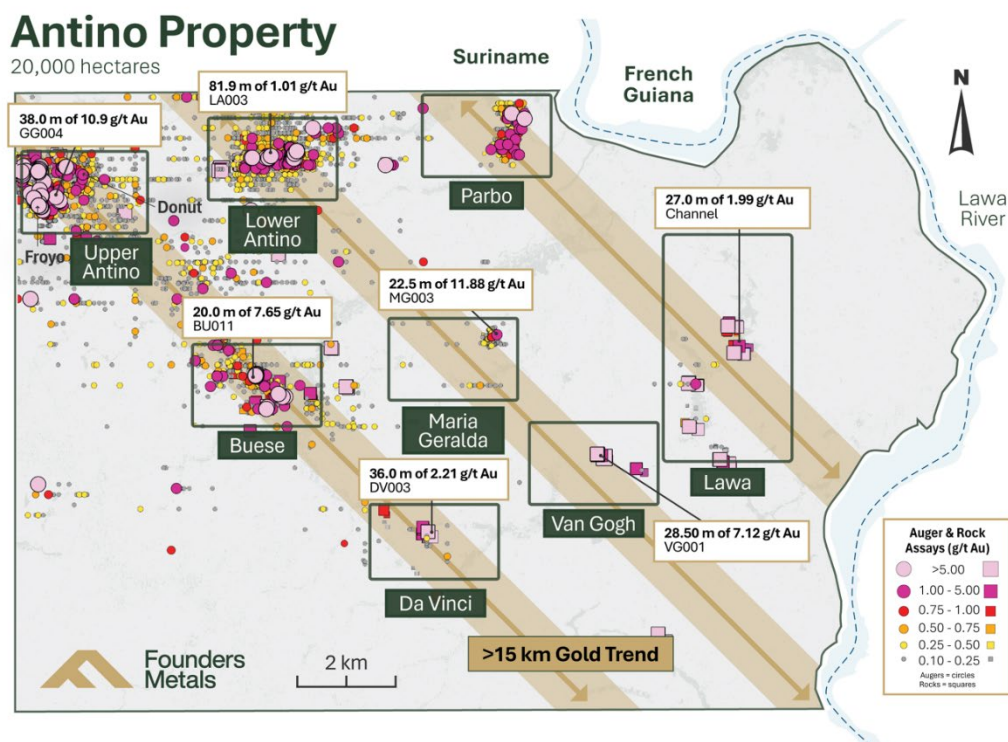 Antino Property
20,000 hectares
Suriname
French
Guiana
N
Lawa
River
81.9 m of 1.01 g/t Au
LA003
38.0 m of 10.9 g/t Au
GG004
Parbo
27.0 m of 1.99 g/t Au
Channel
Donut
Lower
Antino
Froyo
Upper
Antino
22.5 m of 11.88 g/t Au
MG003
20.0 m of 7.65 g/t Au
BU011
Maria
Geralda
Buese
36.0 m of 2.21 g/t Au
DV003
Lawa
Van Gogh
28.50 m of 7.12 g/t Au
VG001
Da Vinci
>15 km Gold Trend
Founders
Metals
2 km
Auger & Rock
Assays (g/t Au)
>5.00
1.00 - 5.00
0.75 - 1.00
0.50 - 0.75
0.25 - 0.50
0.10 - 0.25
Augers = circles
Rocks = squares